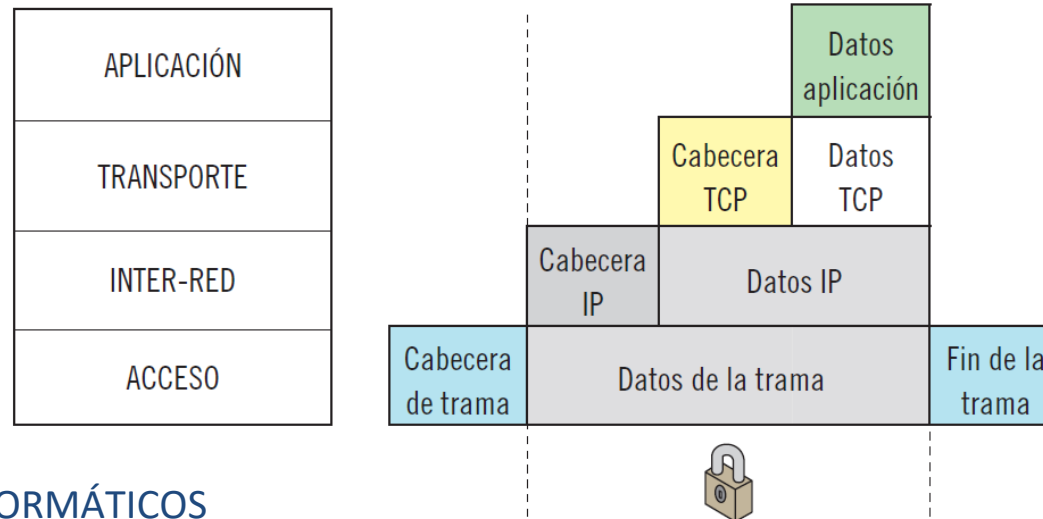 APLICACIÓN
TRANSPORTE
INTER-RED
ACCESO
Datos
aplicación
Cabecera
TCP
Datos
TCP
Cabecera
IP
Datos IP
Cabecera
de trama
Datos de la trama
Fin de la
trama
ORMÁTICOS